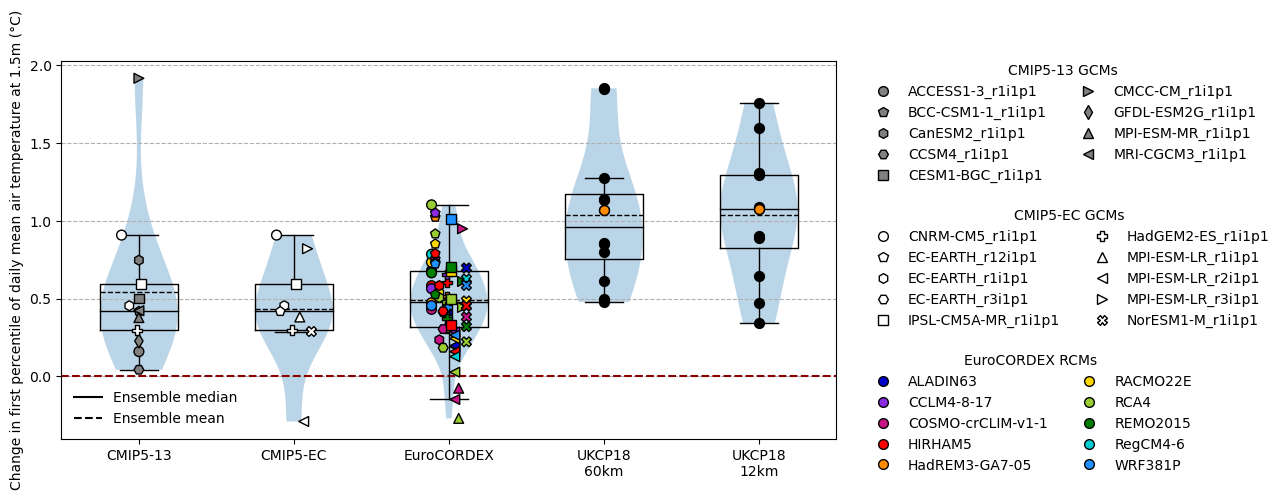 Change in first percentile of daily mean air temperature at 1.5m (°C)
2.0
1.5
1.0
0.5
0.0
Ensemble median
Ensemble mean
CMIP5-13
CMIP5-EC
EuroCORDEX
UKCP18
60km
UKCP18
12km
CMIP5-13 GCMs
ACCESS1-3_r1i1p1
BCC-CSM1-1_r1i1p1
CanESM2_r1i1p1
CCSM4_r1i1p1
CESM1-BGC_r1i1p1
CMCC-CM_r1i1p1
GFDL-ESM2G_r1i1p1
MPI-ESM-MR_r1i1p1
MRI-CGCM3_r1i1p1
CMIP5-EC GCMs
CNRM-CM5_r1i1p1
EC-EARTH_r12i1p1
EC-EARTH_r1i1p1
EC-EARTH_r3i1p1
IPSL-CM5A-MR_r1i1p1
HadGEM2-ES_r1i1p1
MPI-ESM-LR_r1i1p1
MPI-ESM-LR_r2i1p1
MPI-ESM-LR_r3i1p1
NorESM1-M_r1i1p1
EuroCORDEX RCMs
ALADIN63
CCLM4-8-17
COSMO-crCLIM-v1-1
HIRHAM5
HadREM3-GA7-05
RACMO22E
RCA4
REMO2015
RegCM4-6
WRF381P